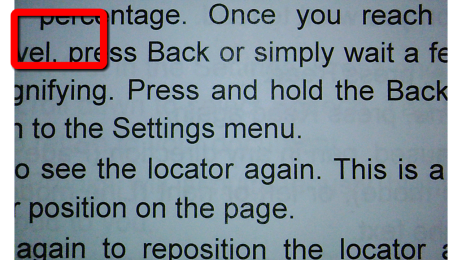 percentage. Once you reach
vel, press Back or simply wait a fe
gnifying. Press and hold the Back
n to the Settings menu.
o see the locator again. This is a
r position on the page.
again to reposition the locator a